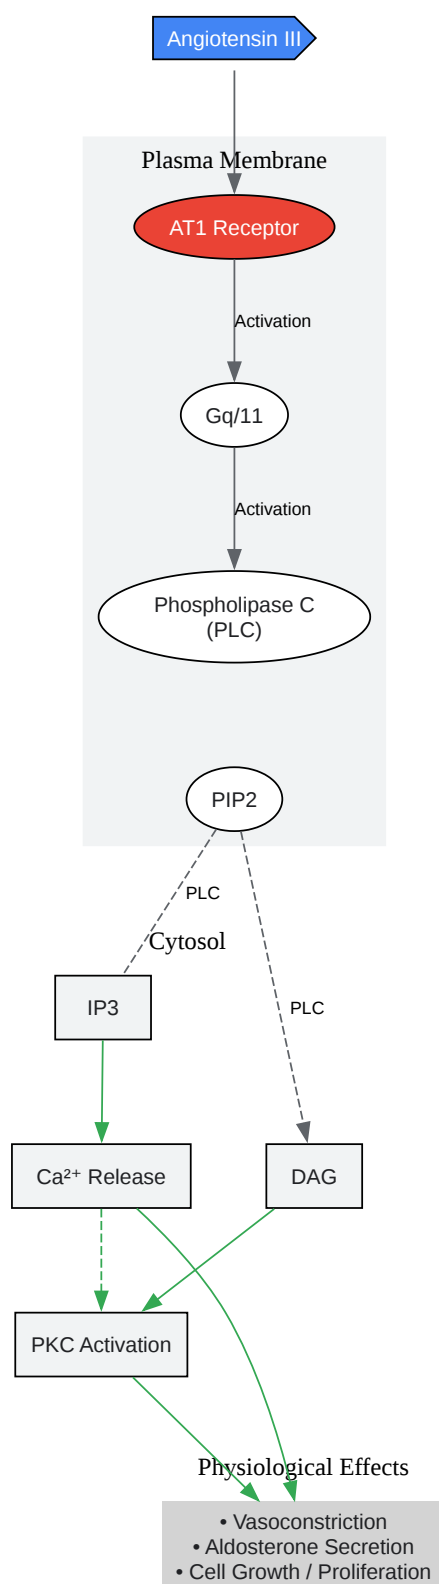 Angiotensin III
Plasma Membrane
AT1 Receptor
Activation
Gq/11
Activation
Phospholipase C
(PLC)
PIP2
PLC
Cytosol
IP3
PLC
Ca²⁺ Release
DAG
PKC Activation
Physiological Effects
• Vasoconstriction
• Aldosterone Secretion
• Cell Growth / Proliferation